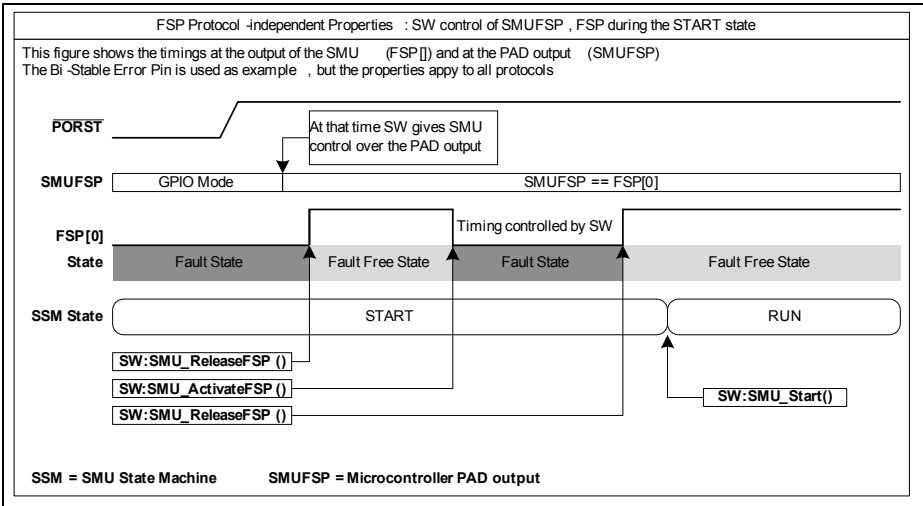 FSP Protocol -independent Properties : SW control of SMUFSP , FSP during the START state
This figure shows the timings at the output of the SMU (FSP[]) and at the PAD output (SMUFSP)
The Bi -Stable Error Pin is used as example , but the properties appy to all protocols
PORST
At that time SW gives SMU
control over the PAD output
SMUFSP
GPIO Mode
SMUFSP == FSP[0]
FSP[0]
Timing controlled by SW
State
Fault State
Fault Free State
Fault State
Fault Free State
SSM State
START
RUN
SW:SMU_ReleaseFSP ()
SW:SMU_ActivateFSP ()
SW:SMU_Start()
SW:SMU_ReleaseFSP ()
SSM = SMU State Machine
SMUFSP = Microcontroller PAD output